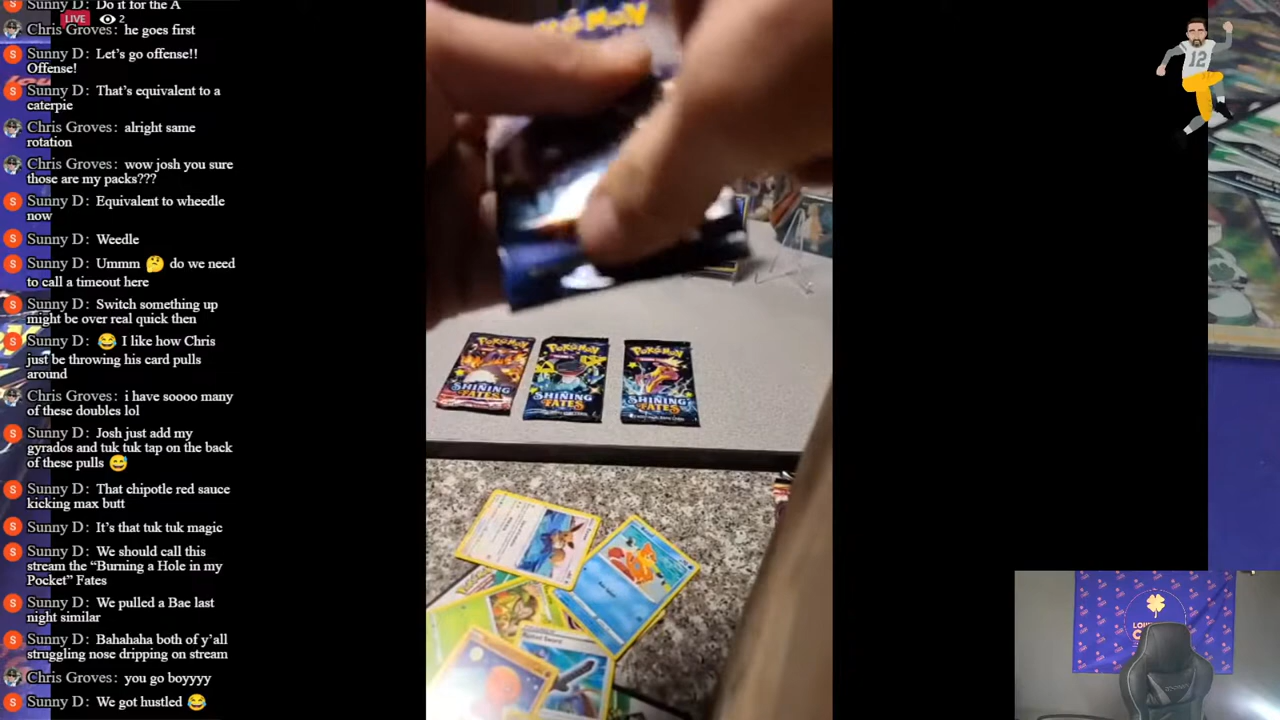 Sunny D: Do it for the A
LIVE 2
Chris Groves: he goes first
Sunny D: Let's go offense!!
Offense!
Sunny D: That's equivalent to a
caterpie
Chris Groves: alright same
rotation
Chris Groves: wow josh you sure
those are my packs???
Sunny D: Equivalent to wheedle
now
Sunny D: Weedle
Sunny D: Ummm 🤔 do we need
to call a timeout here
Sunny D: Switch something up
might be over real quick then
Sunny D: 😂 I like how Chris
just be throwing his card pulls
around
Chris Groves: i have soooo many
of these doubles lol
Sunny D: Josh just add my
gyrados and tuk tuk tap on the back
of these pulls 😅
Sunny D: That chipotle red sauce
kicking max butt
Sunny D: It's that tuk tuk magic
Sunny D: We should call this
stream the “Burning a Hole in my
Pocket” Fates
Sunny D: We pulled a Bae last
night similar
Sunny D: Bahahaha both of y'all
struggling nose dripping on stream
Chris Groves: you go boyyyy
Sunny D: We got hustled 😂
POKéMON
POKéMON
SHINING
FATES
POKéMON
SHINING
FATES
POKéMON
SHINING
FATES
12